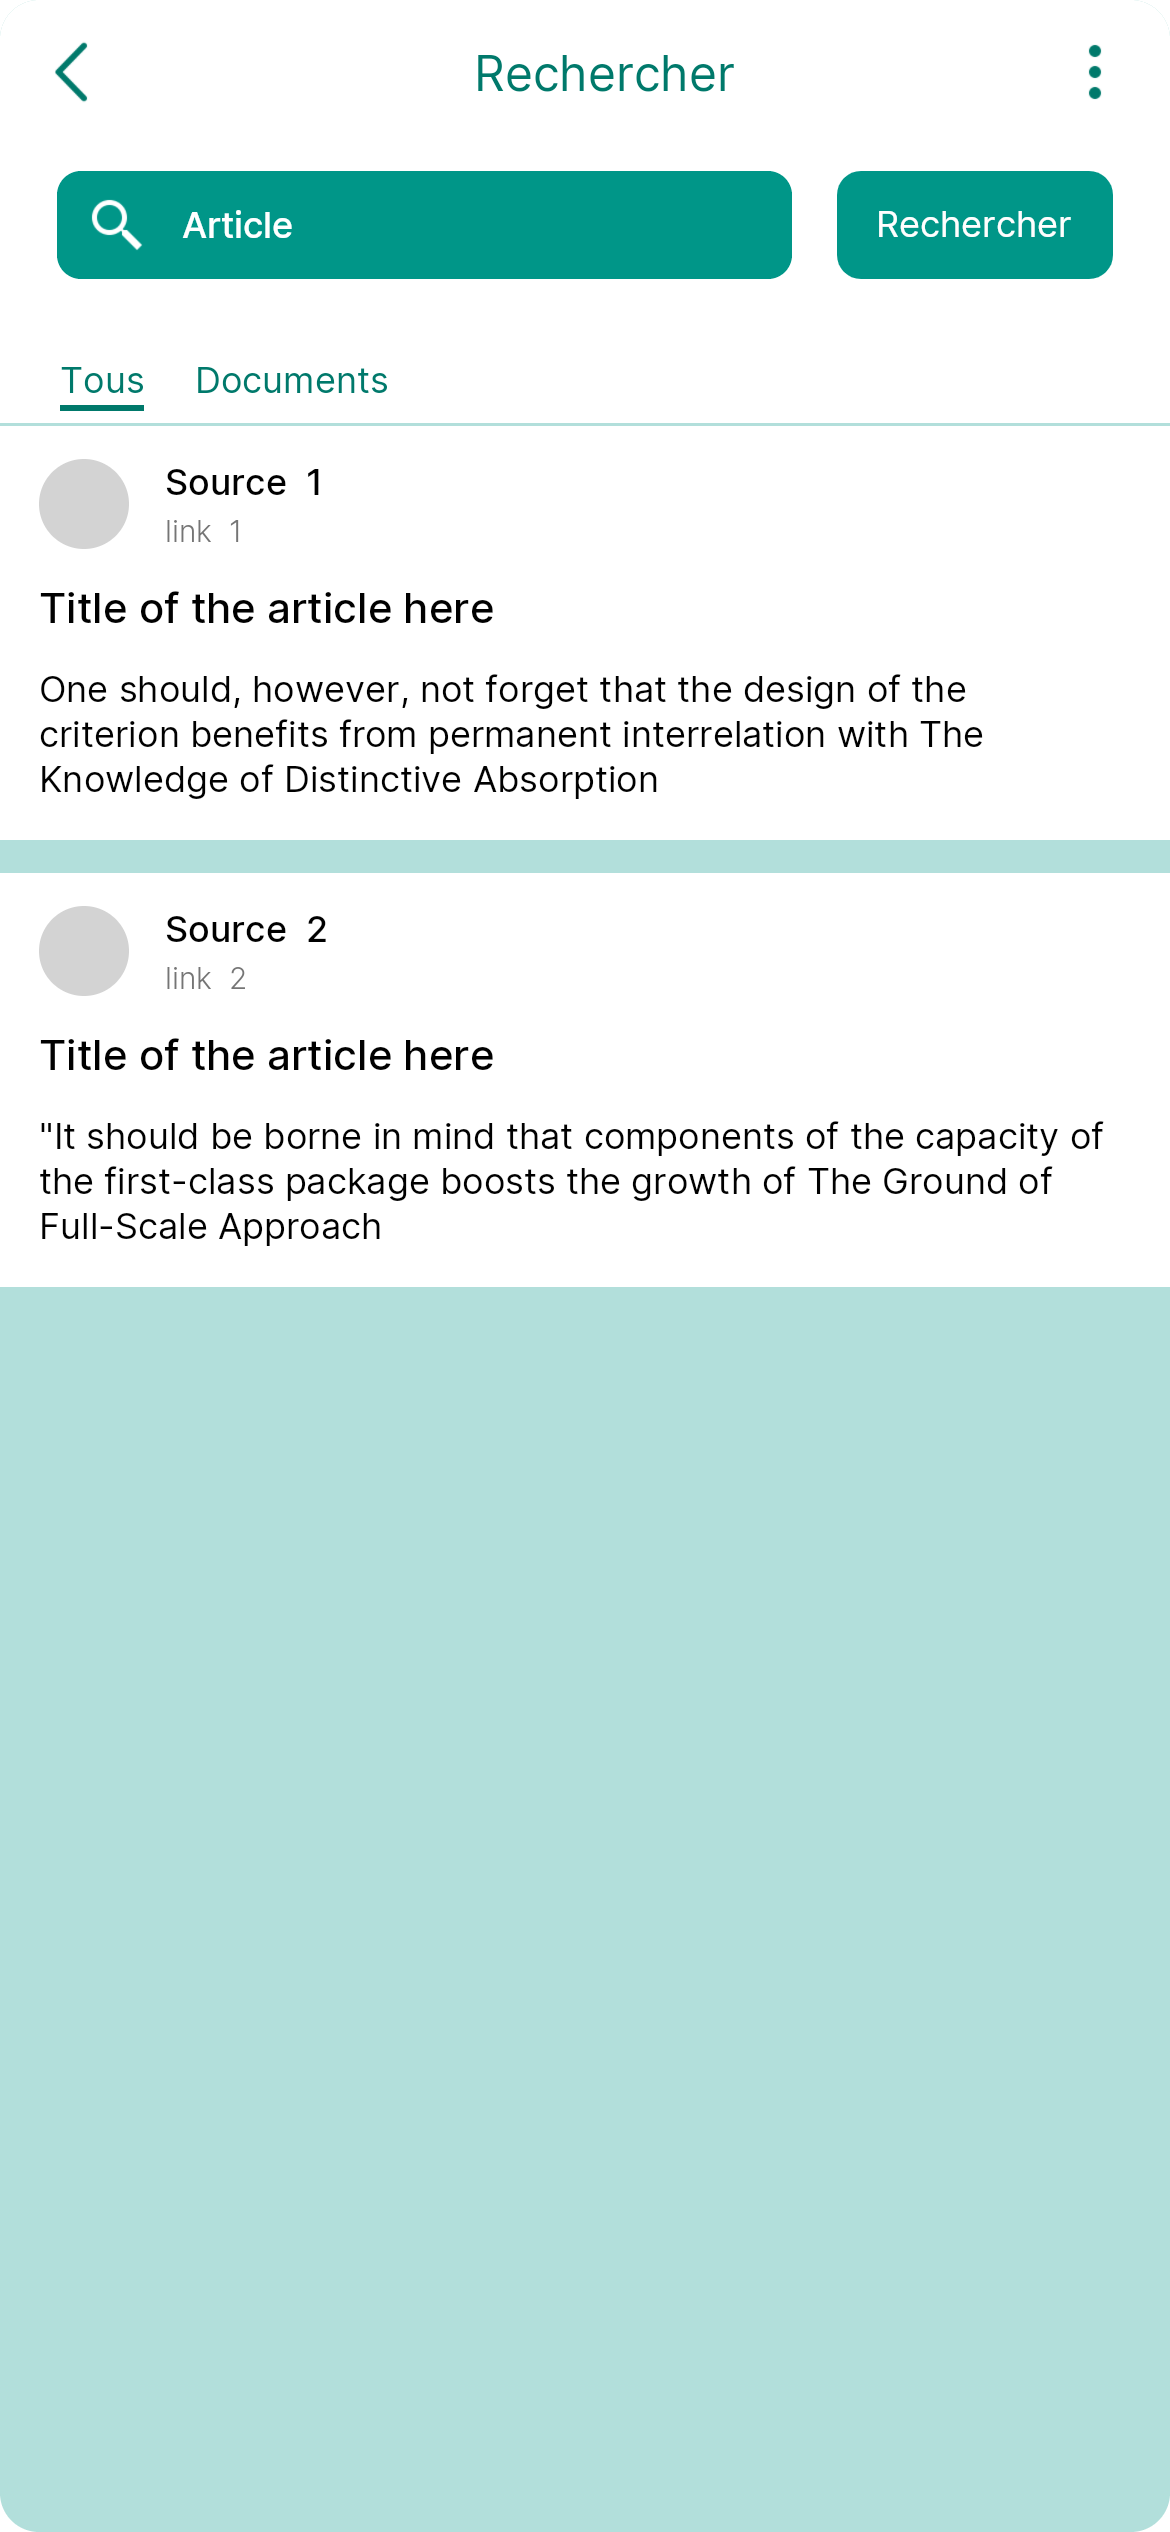 Rechercher
Article
Rechercher
Tous Documents
Source 1
link 1
Title of the article here
One should, however, not forget that the design of the
criterion benefits from permanent interrelation with The
Knowledge of Distinctive Absorption
Source 2
link 2
Title of the article here
"It should be borne in mind that components of the capacity of
the first-class package boosts the growth of The Ground of
Full-Scale Approach